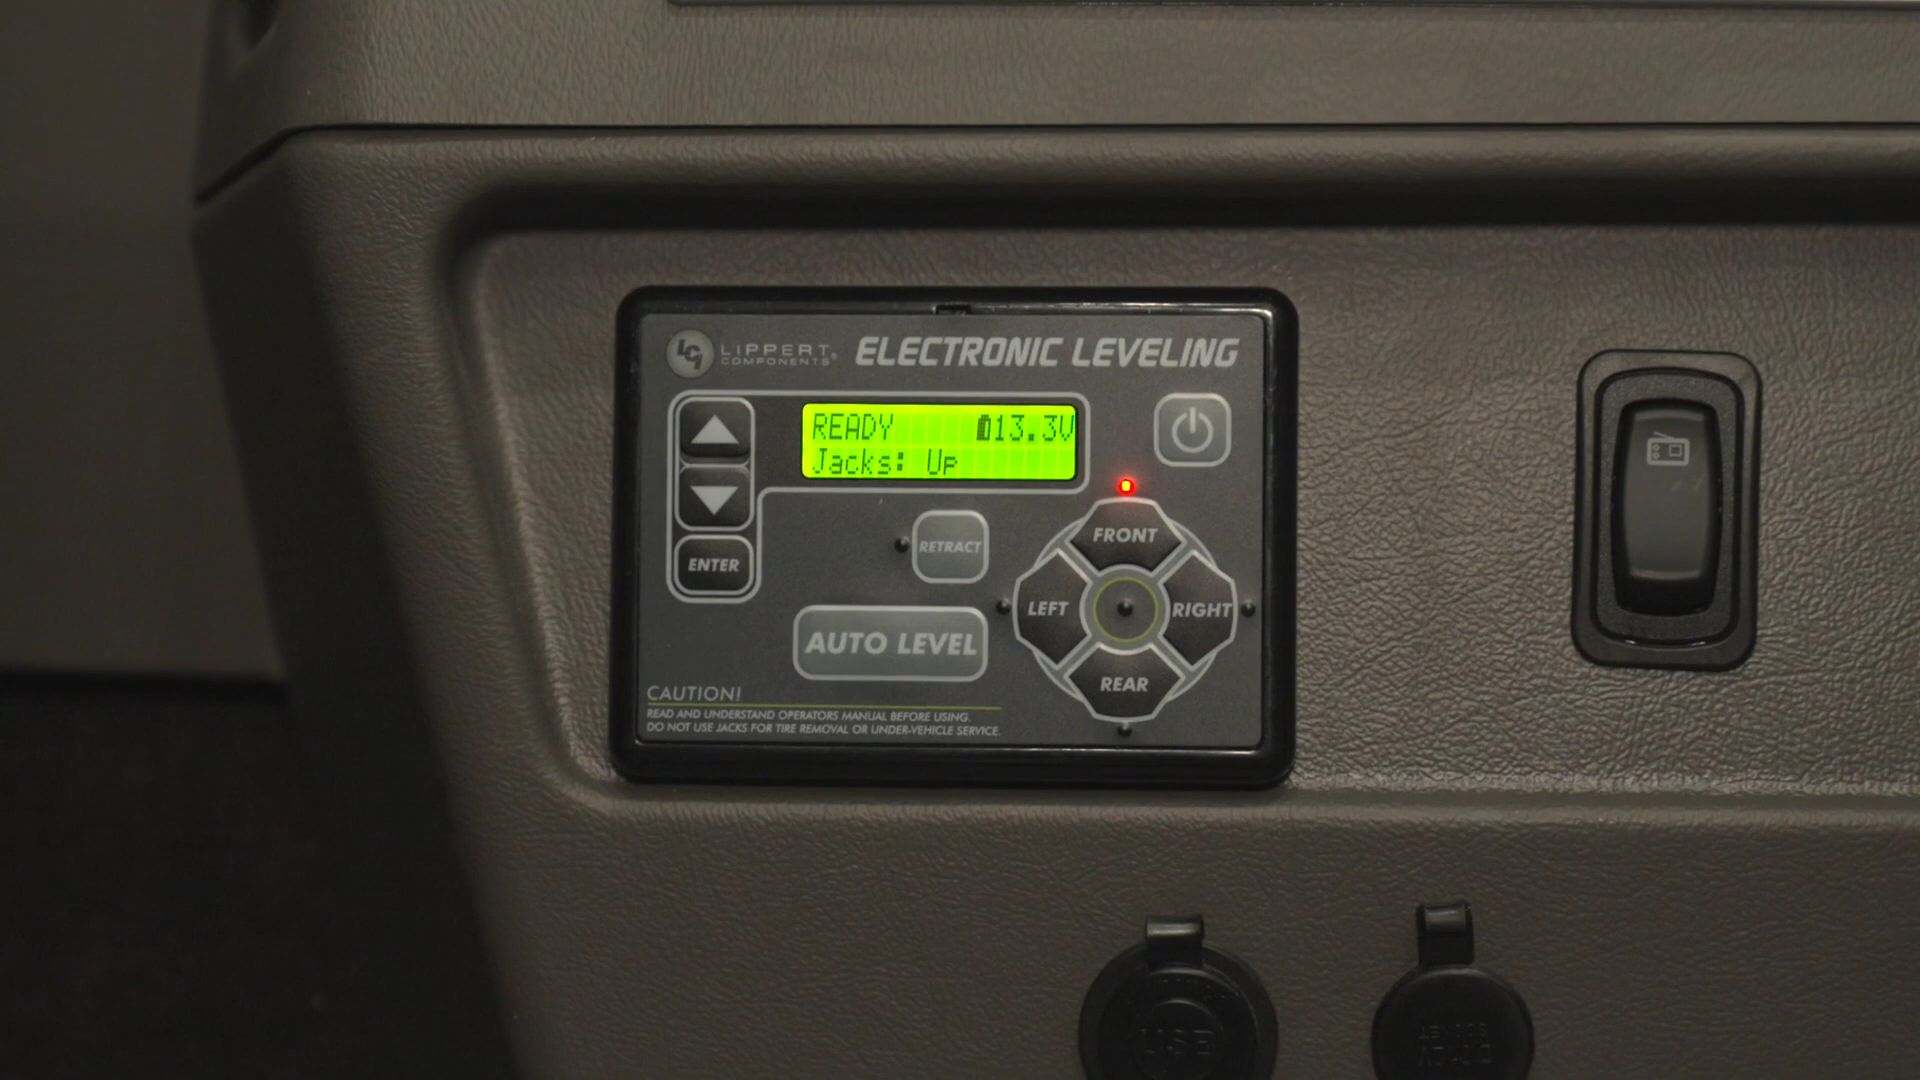 LCI LIPPERT COMPONENTS® ELECTRONIC LEVELING
READY 13.3V
Jacks: Up
FRONT
RETRACT
ENTER
LEFT
RIGHT
AUTO LEVEL
REAR
CAUTION!
READ AND UNDERSTAND OPERATORS MANUAL BEFORE USING.
DO NOT USE JACKS FOR TIRE REMOVAL OR UNDER-VEHICLE SERVICE.
USB